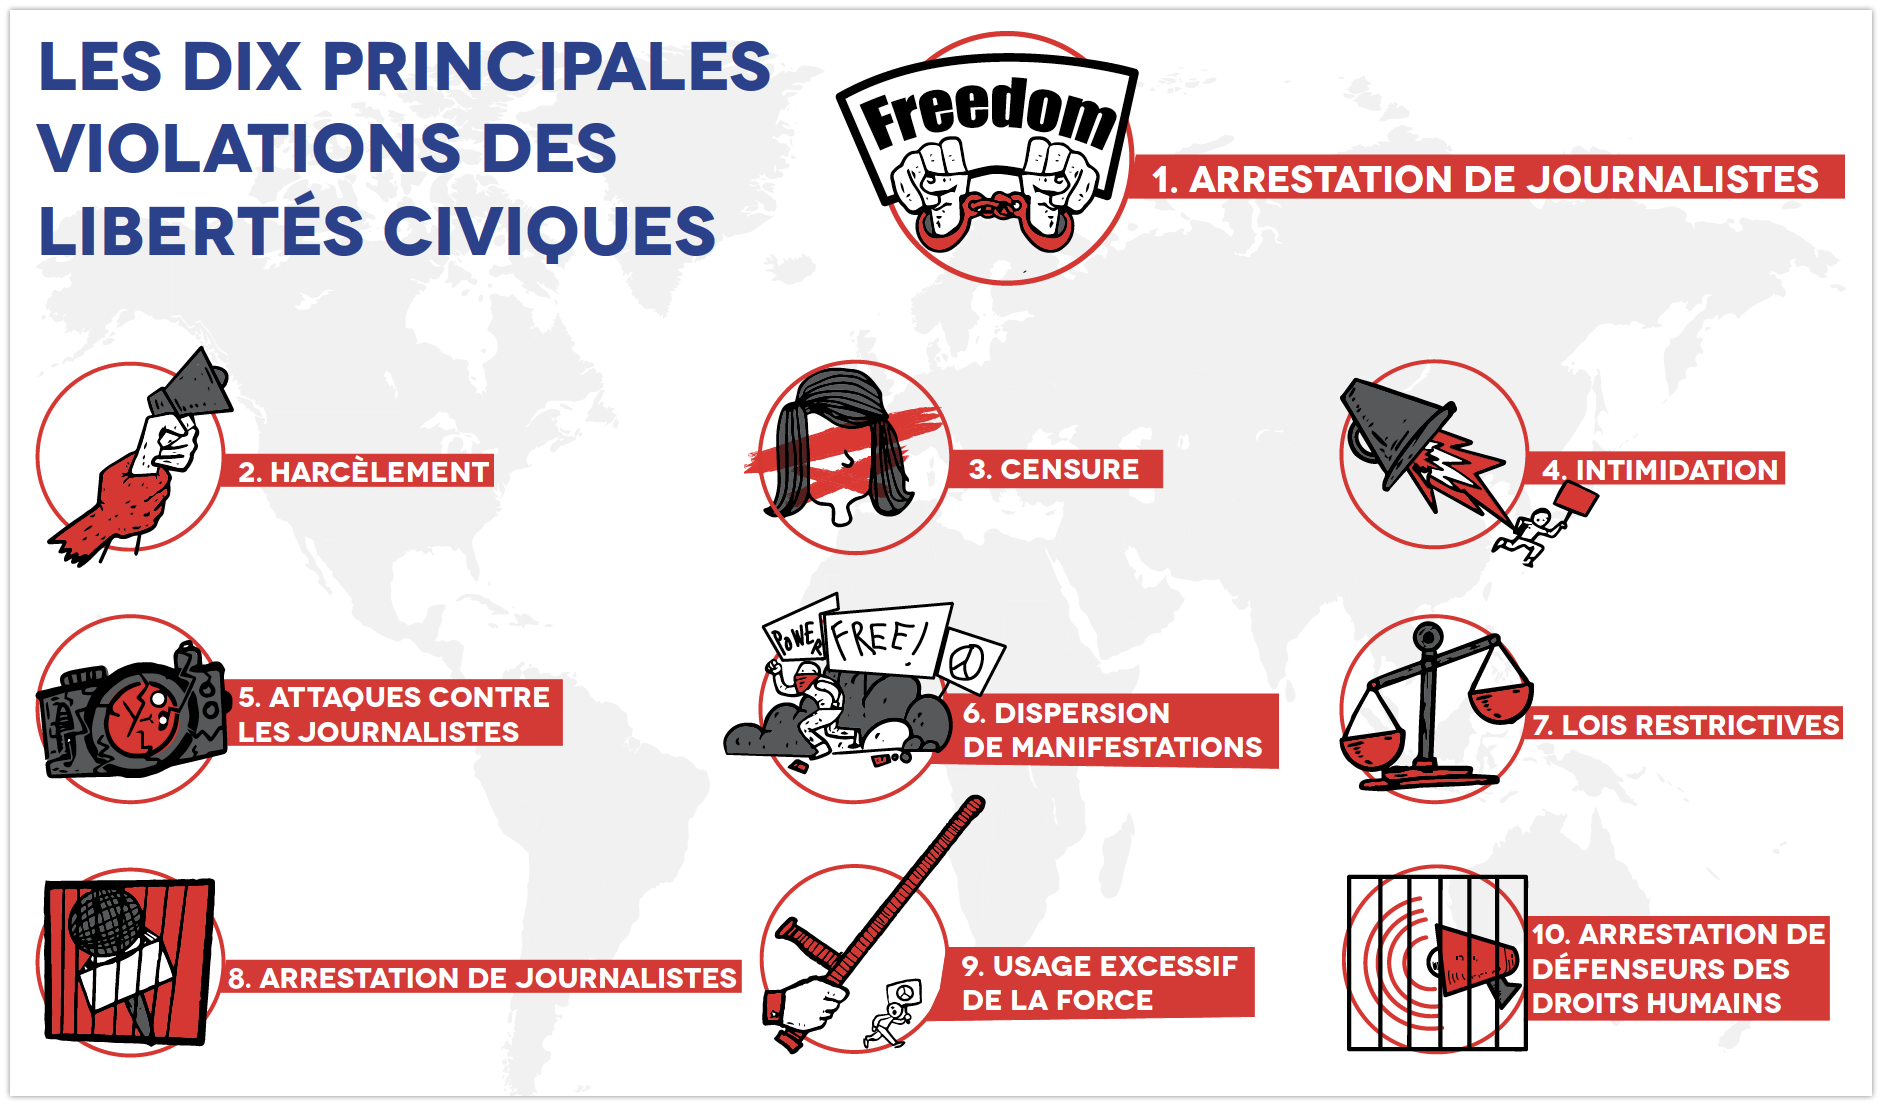 LES DIX PRINCIPALES
VIOLATIONS DES
LIBERTÉS CIVIQUES
Freedom
1. ARRESTATION DE JOURNALISTES
2. HARCÈLEMENT
3. CENSURE
4. INTIMIDATION
5. ATTAQUES CONTRE
LES JOURNALISTES
POWER
FREE!
6. DISPERSION
DE MANIFESTATIONS
7. LOIS RESTRICTIVES
8. ARRESTATION DE JOURNALISTES
9. USAGE EXCESSIF
DE LA FORCE
10. ARRESTATION DE
DÉFENSEURS DES
DROITS HUMAINS